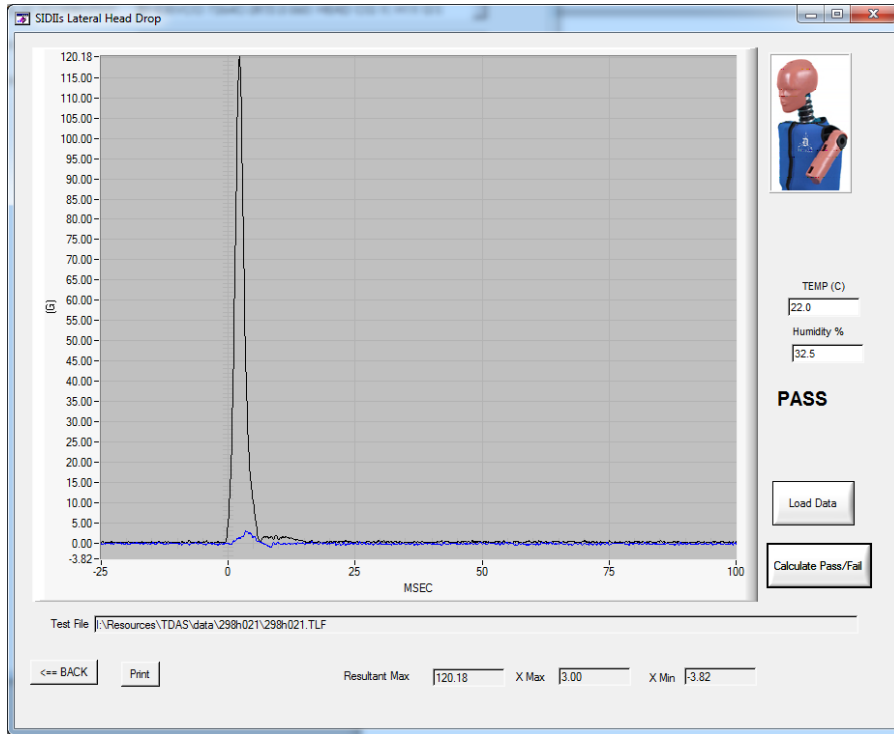 SIDIIs Lateral Head Drop
120.18
115.00
110.00
105.00
100.00
95.00
90.00
85.00
80.00
75.00
70.00
65.00
60.00
55.00
50.00
45.00
40.00
35.00
30.00
25.00
20.00
15.00
10.00
5.00
0.00
-3.82
(G)
-25 0 25 50 75 100
MSEC
TEMP (C)
22.0
Humidity %
32.5
PASS
Load Data
Calculate Pass/Fail
Test File I:\Resources\TDAS\data\298h021\298h021.TLF
<== BACK Print Resultant Max 120.18 X Max 3.00 X Min -3.82